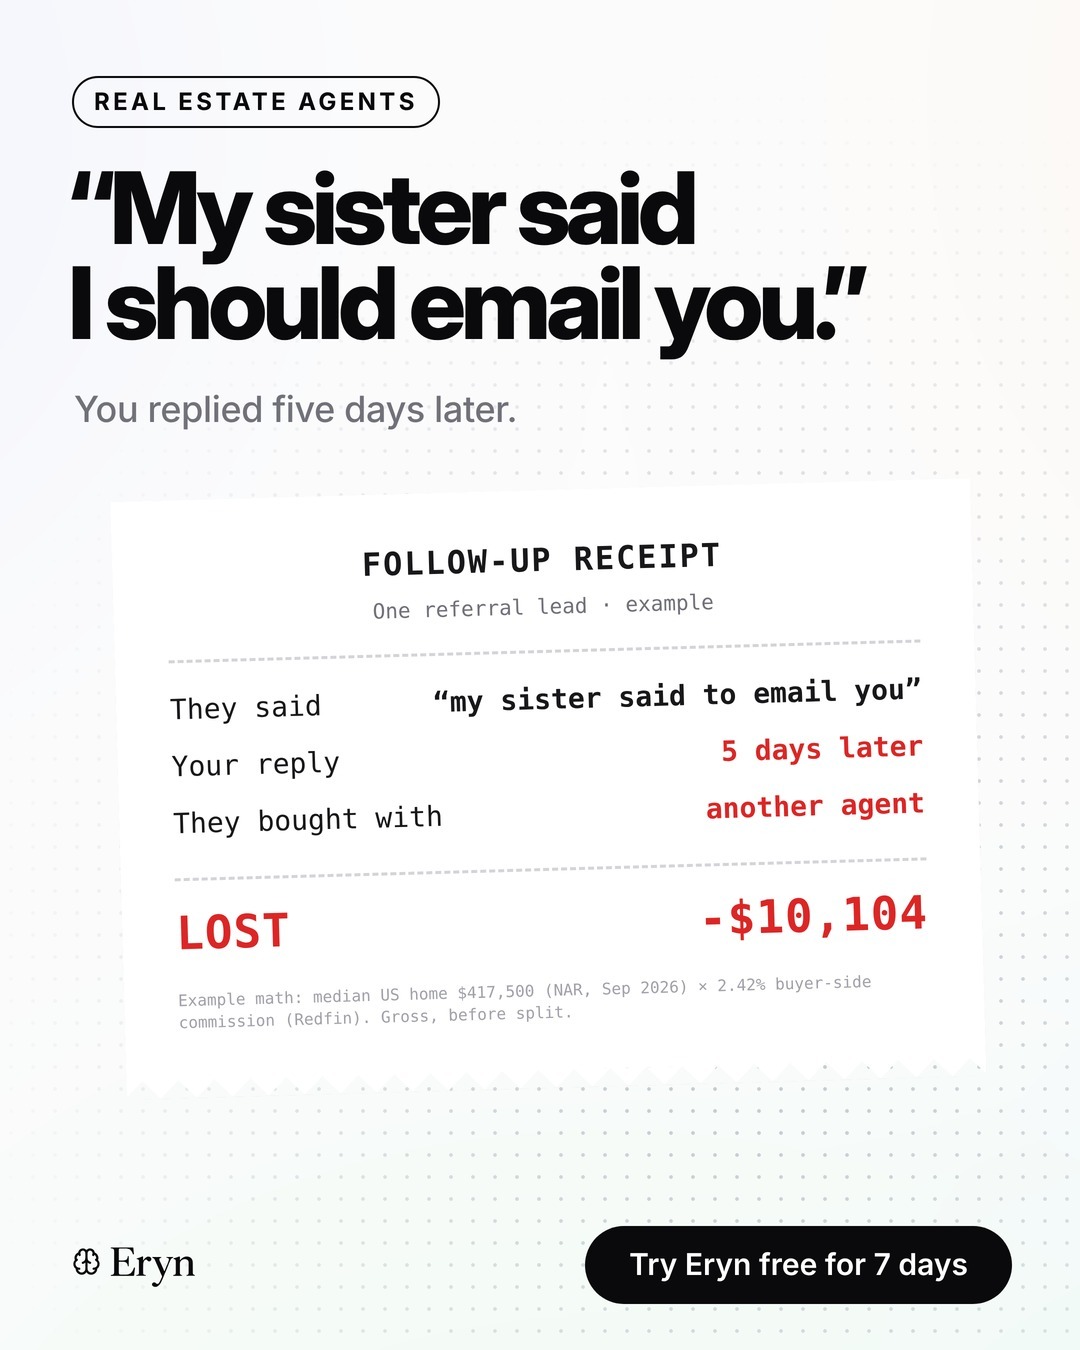 REAL ESTATE AGENTS
“My sister said
I should email you.”
You replied five days later.
FOLLOW-UP RECEIPT
One referral lead · example
They said “my sister said to email you”
Your reply 5 days later
They bought with another agent
LOST -$10,104
Example math: median US home $417,500 (NAR, Sep 2026) × 2.42% buyer-side
commission (Redfin). Gross, before split.
Eryn
Try Eryn free for 7 days